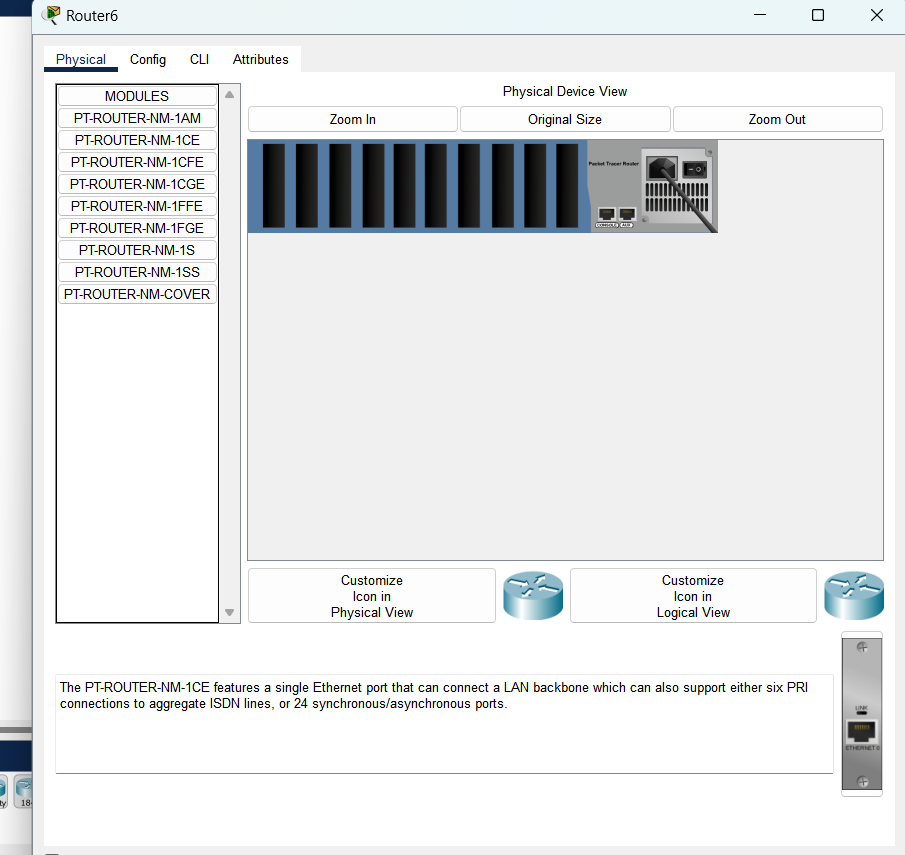 Router6
Physical
Config
CLI
Attributes
MODULES
PT-ROUTER-NM-1AM
PT-ROUTER-NM-1CE
PT-ROUTER-NM-1CFE
PT-ROUTER-NM-1CGE
PT-ROUTER-NM-1FFE
PT-ROUTER-NM-1FGE
PT-ROUTER-NM-1S
PT-ROUTER-NM-1SS
PT-ROUTER-NM-COVER
Physical Device View
Zoom In
Original Size
Zoom Out
Packet Tracer Router
CONSOLE
AUX
Customize
Icon in
Physical View
Customize
Icon in
Logical View
The PT-ROUTER-NM-1CE features a single Ethernet port that can connect a LAN backbone which can also support either six PRI
connections to aggregate ISDN lines, or 24 synchronous/asynchronous ports.
LINK
ETHERNET 0
ty
18